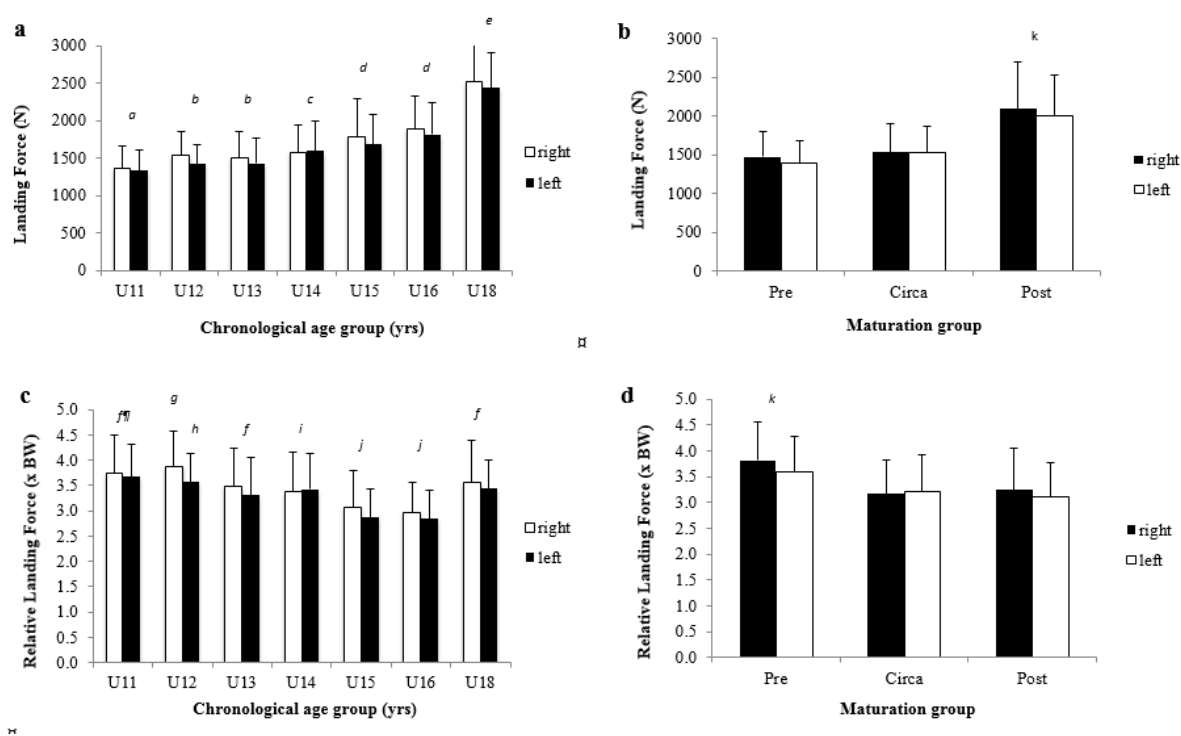 a
e
3000
d
d
2500
b
b
c
a
2000
1500
1000
500
0
Landing Force (N)
right
left
U11 U12 U13 U14 U15 U16 U18
Chronological age group (yrs)
¤
b
k
3000
2500
2000
1500
1000
500
0
Landing Force (N)
right
left
Pre Circa Post
Maturation group
c
g
5.0
f¶ h f i j j f
4.5
4.0
3.5
3.0
2.5
2.0
1.5
1.0
0.5
0.0
Relative Landing Force (x BW)
right
left
U11 U12 U13 U14 U15 U16 U18
Chronological age group (yrs)
¤
d
k
5.0
4.5
4.0
3.5
3.0
2.5
2.0
1.5
1.0
0.5
0.0
Relative Landing Force (x BW)
right
left
Pre Circa Post
Maturation group